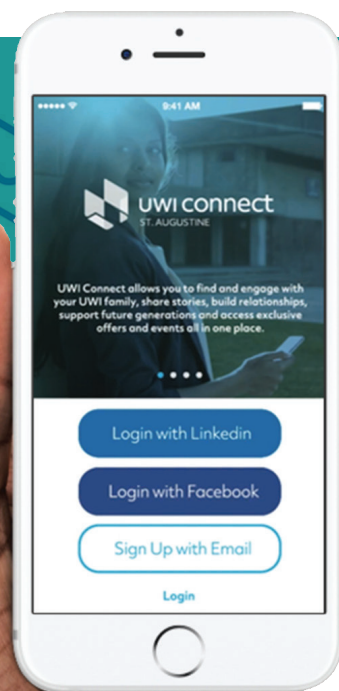 9:41 AM
uwi connect
ST. AUGUSTINE
UWI Connect allows you to find and engage with
your UWI family, share stories, build relationships,
support future generations and access exclusive
offers and events all in one place.
Login with Linkedin
Login with Facebook
Sign Up with Email
Login